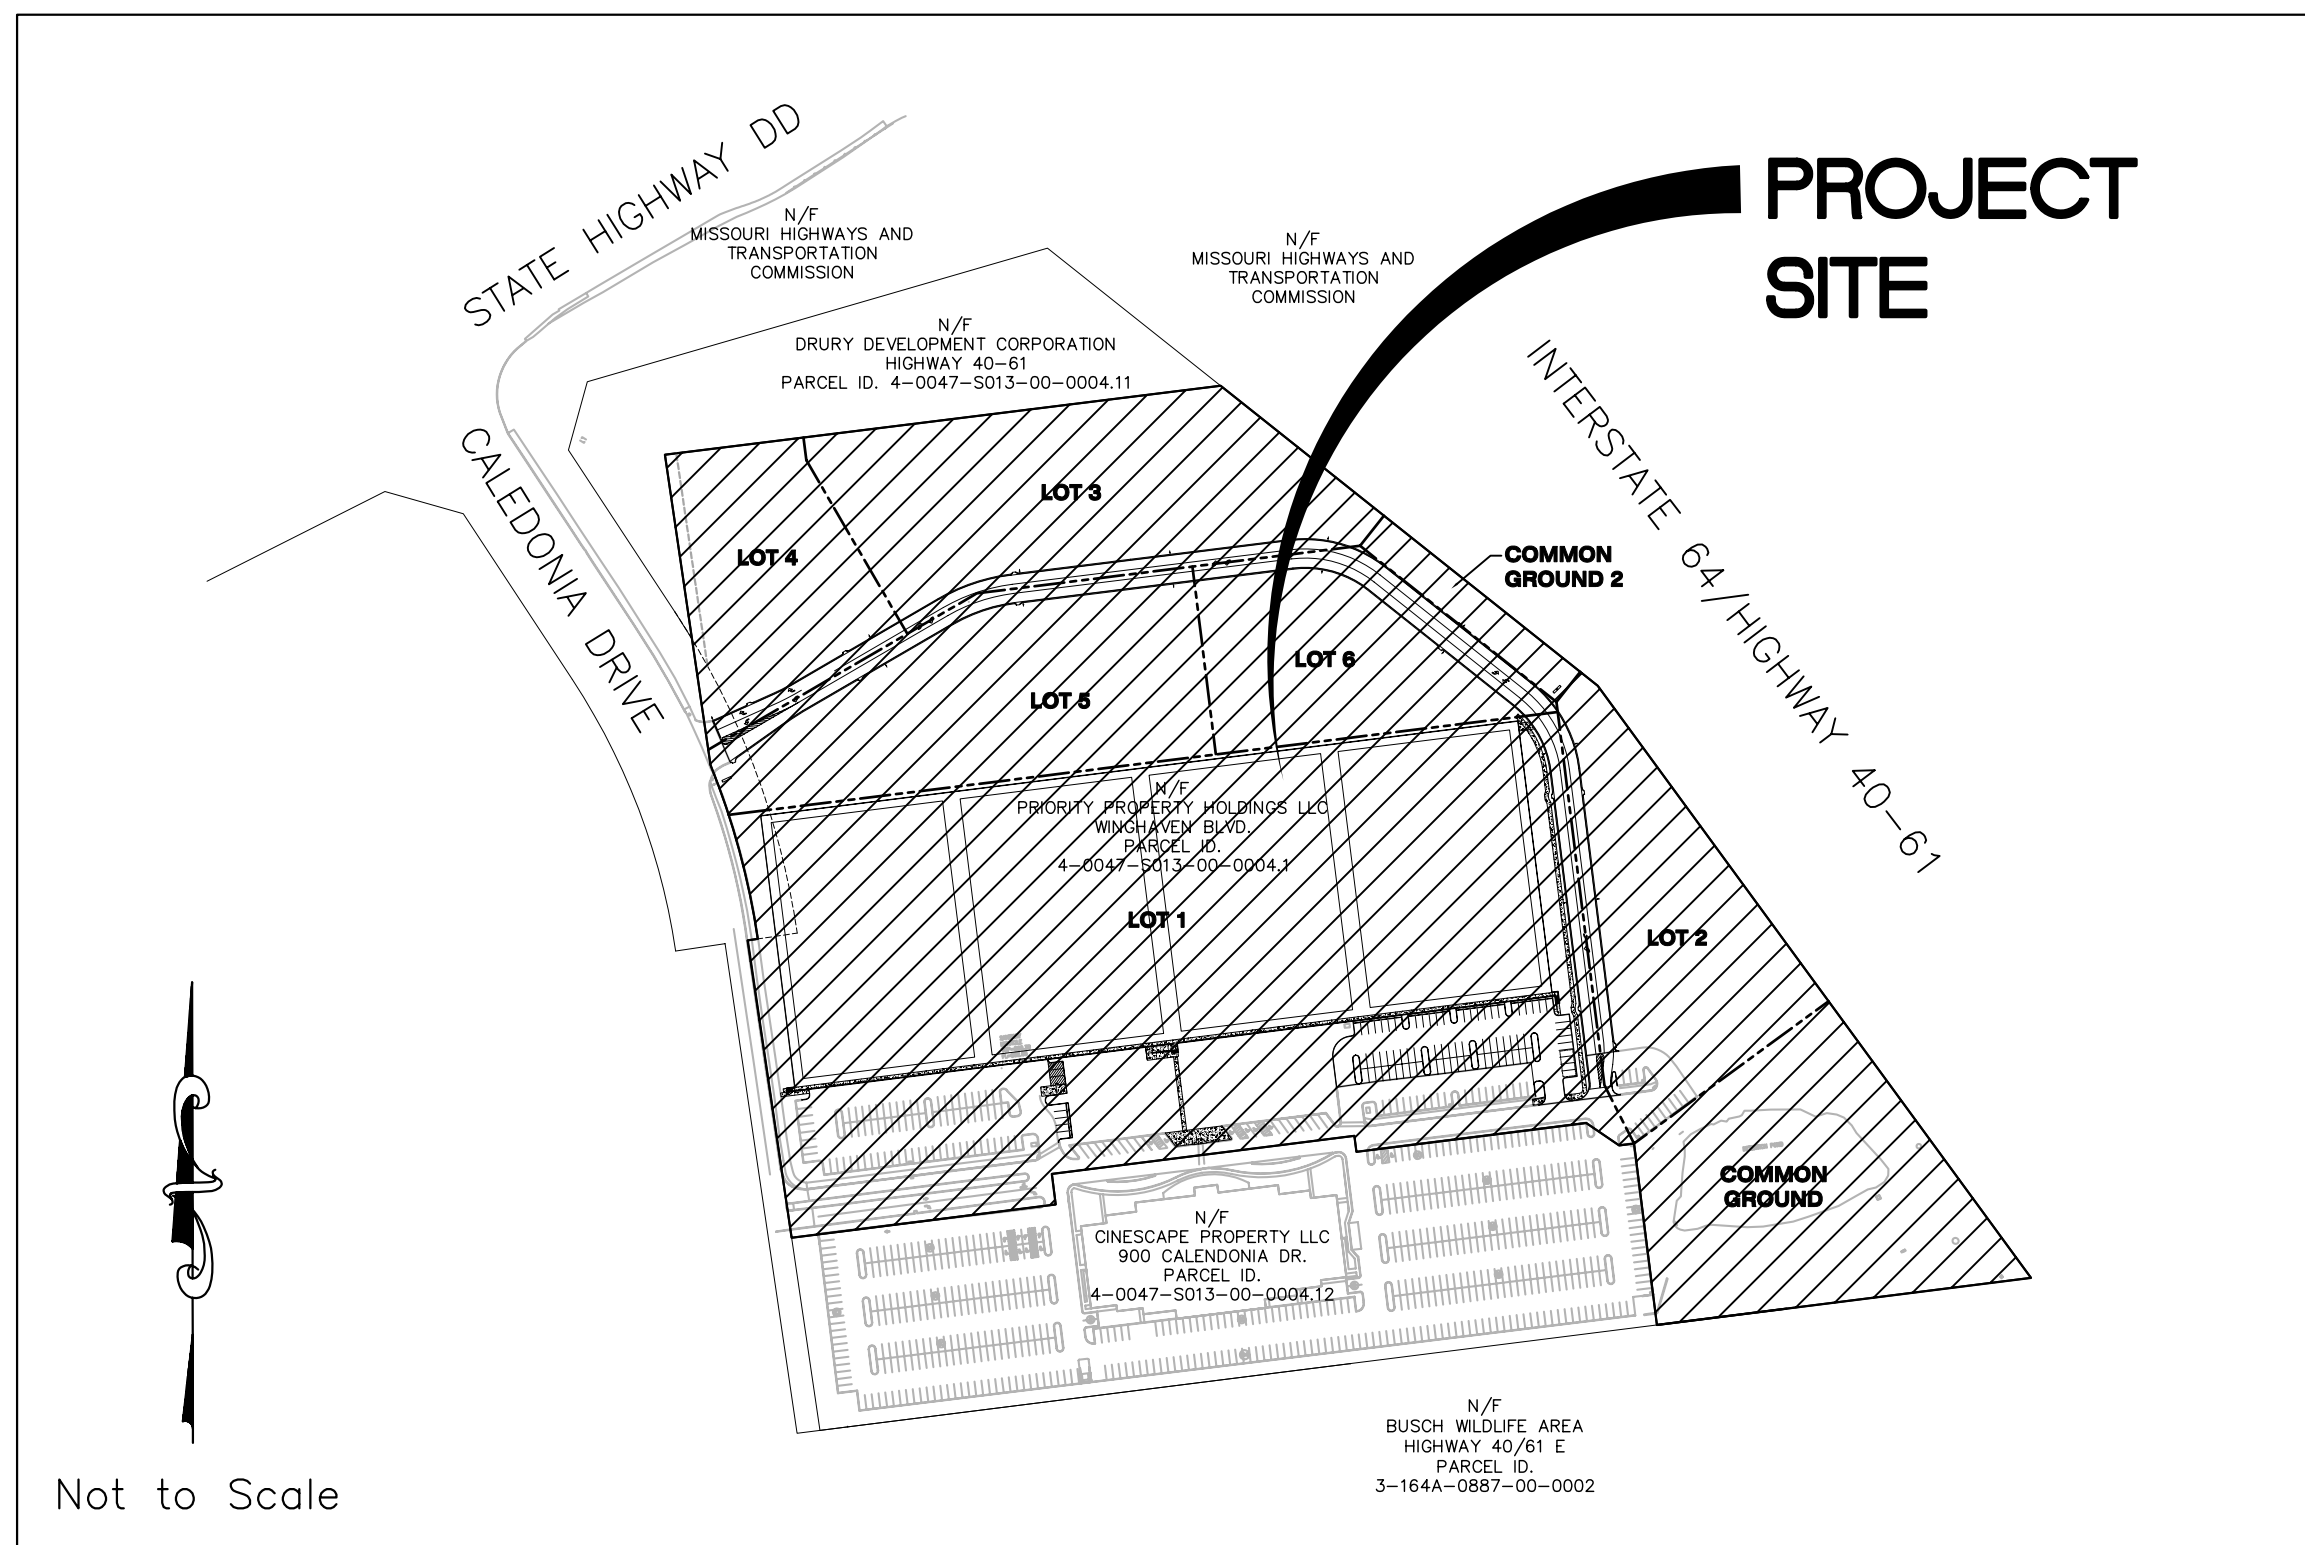 PROJECT
SITE
STATE HIGHWAY DD
N/F
MISSOURI HIGHWAYS AND
TRANSPORTATION
COMMISSION
N/F
MISSOURI HIGHWAYS AND
TRANSPORTATION
COMMISSION
N/F
DRURY DEVELOPMENT CORPORATION
HIGHWAY 40-61
PARCEL ID. 4-0047-S013-00-0004.11
INTERSTATE 64/HIGHWAY 40-61
CALEDONIA DRIVE
LOT 3
LOT 4
COMMON
GROUND 2
LOT 6
LOT 5
N/F
PRIORITY PROPERTY HOLDINGS LLC
WINGHAVEN BLVD.
PARCEL ID.
4-0047-S013-00-0004.1
LOT 1
LOT 2
COMMON
GROUND
N/F
CINESCAPE PROPERTY LLC
900 CALENDONIA DR.
PARCEL ID.
4-0047-S013-00-0004.12
N/F
BUSCH WILDLIFE AREA
HIGHWAY 40/61 E
PARCEL ID.
3-164A-0887-00-0002
Not to Scale